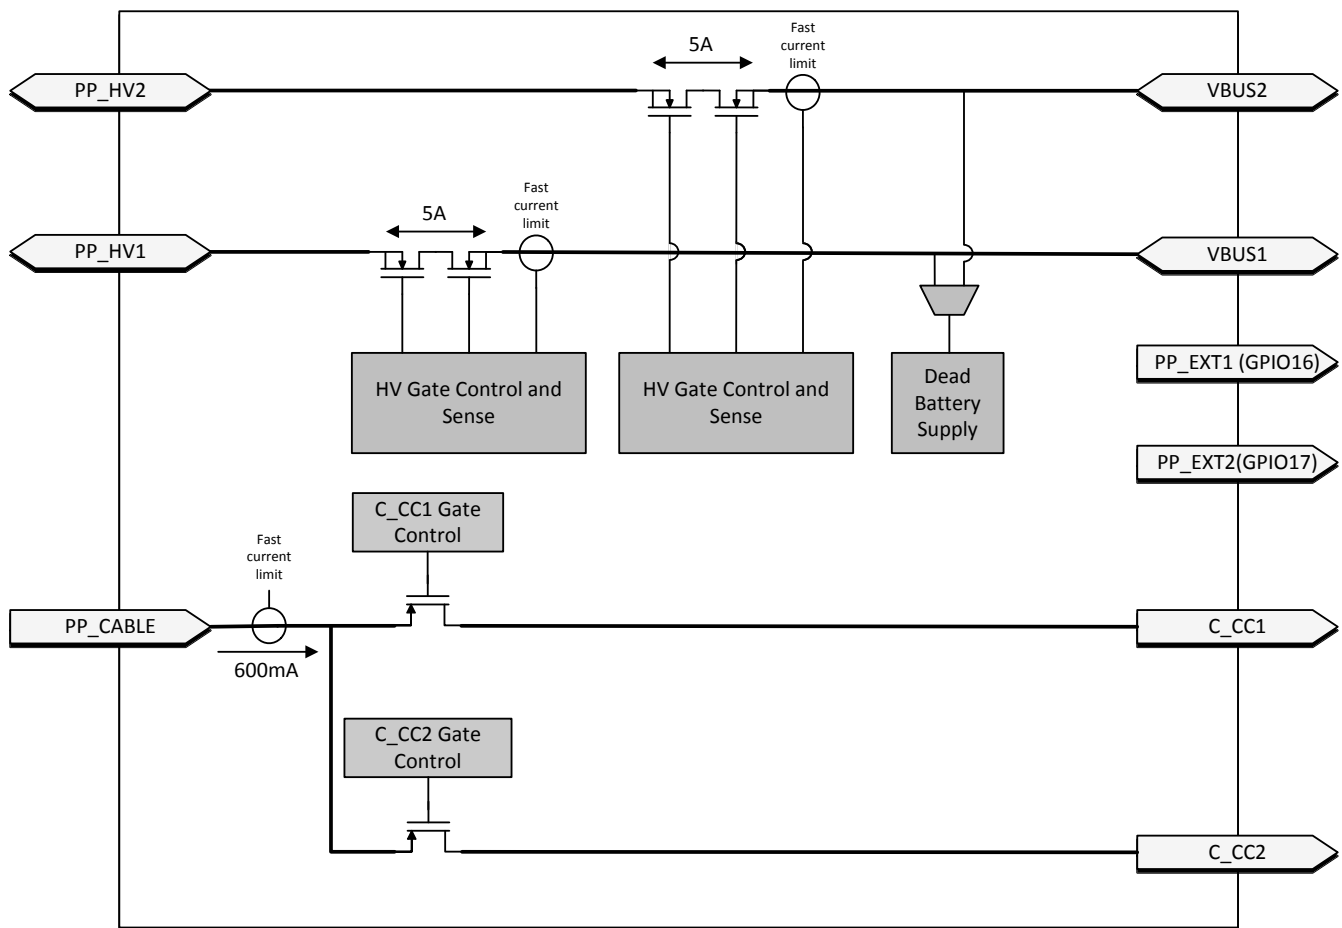 Fast
current
limit
5A
PP_HV2
VBUS2
Fast
current
limit
5A
PP_HV1
VBUS1
HV Gate Control and
Sense
HV Gate Control and
Sense
Dead
Battery
Supply
PP_EXT1 (GPIO16)
PP_EXT2(GPIO17)
C_CC1 Gate
Control
Fast
current
limit
PP_CABLE
600mA
C_CC1
C_CC2 Gate
Control
C_CC2